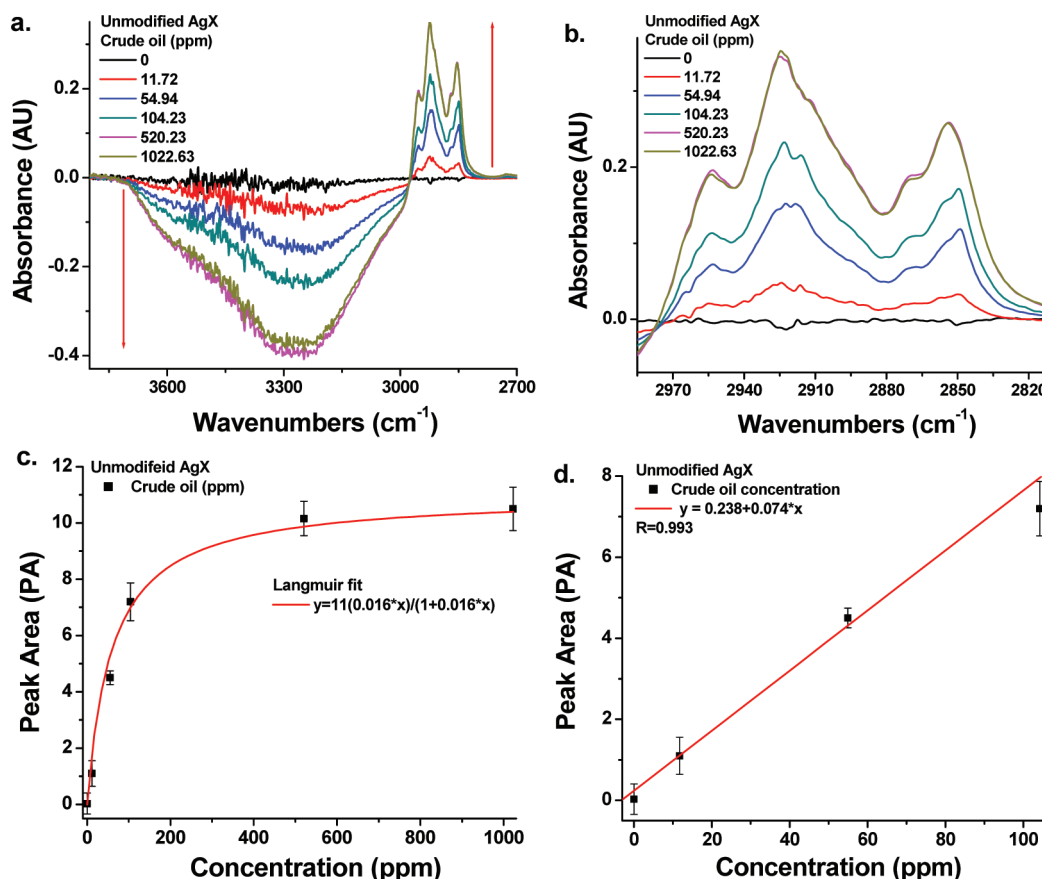 a.
Unmodified AgX
Crude oil (ppm)
0
11.72
54.94
104.23
520.23
1022.63
0.2
0.0
-0.2
-0.4
Absorbance (AU)
3600 3300 3000 2700
Wavenumbers (cm-1)
b.
Unmodified AgX
Crude oil (ppm)
0
11.72
54.94
104.23
520.23
1022.63
0.2
0.0
Absorbance (AU)
2970 2940 2910 2880 2850 2820
Wavenumbers (cm-1)
c.
Unmodifeid AgX
Crude oil (ppm)
Langmuir fit
y=11(0.016*x)/(1+0.016*x)
12
10
8
6
4
2
0
Peak Area (PA)
0 200 400 600 800 1000
Concentration (ppm)
d.
Unmodified AgX
Crude oil concentration
y = 0.238+0.074*x
R=0.993
8
6
4
2
0
Peak Area (PA)
0 20 40 60 80 100
Concentration (ppm)